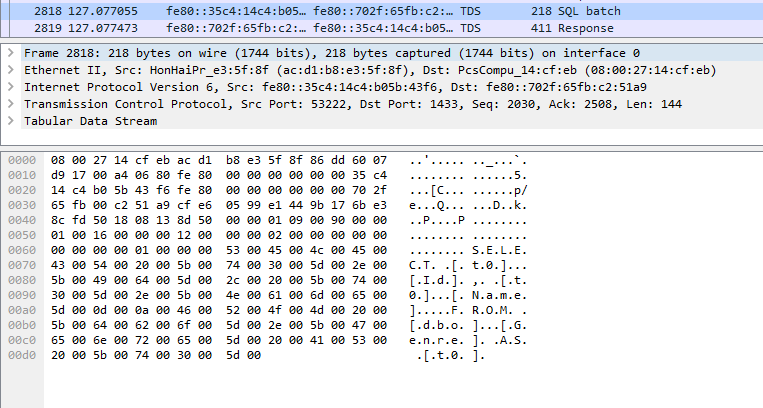 2818 127.077055 fe80::35c4:14c4:b05… fe80::702f:65fb:c2:… TDS 218 SQL batch
2819 127.077473 fe80::702f:65fb:c2:… fe80::35c4:14c4:b05… TDS 411 Response
> Frame 2818: 218 bytes on wire (1744 bits), 218 bytes captured (1744 bits) on interface 0
> Ethernet II, Src: HonHaiPr_e3:5f:8f (ac:d1:b8:e3:5f:8f), Dst: PcsCompu_14:cf:eb (08:00:27:14:cf:eb)
> Internet Protocol Version 6, Src: fe80::35c4:14c4:b05b:43f6, Dst: fe80::702f:65fb:c2:51a9
> Transmission Control Protocol, Src Port: 53222, Dst Port: 1433, Seq: 2030, Ack: 2508, Len: 144
> Tabular Data Stream
0000 08 00 27 14 cf eb ac d1 b8 e3 5f 8f 86 dd 60 07 ..'..... .._...`.
0010 d9 17 00 a4 06 80 fe 80 00 00 00 00 00 00 35 c4 ........ ......5.
0020 14 c4 b0 5b 43 f6 fe 80 00 00 00 00 00 00 70 2f ...[C... ......p/
0030 65 fb 00 c2 51 a9 cf e6 05 99 e1 44 9b 17 6b e3 e...Q... ...D..k.
0040 8c fd 50 18 08 13 8d 50 00 00 01 09 00 90 00 00 ..P....P ........
0050 01 00 16 00 00 00 12 00 00 00 02 00 00 00 00 00 ........ ........
0060 00 00 00 00 01 00 00 00 53 00 45 00 4c 00 45 00 ........ S.E.L.E.
0070 43 00 54 00 20 00 5b 00 74 00 30 00 5d 00 2e 00 C.T. .[. t.0.]...
0080 5b 00 49 00 64 00 5d 00 2c 00 20 00 5b 00 74 00 [.I.d.]. ,. .[.t.
0090 30 00 5d 00 2e 00 5b 00 4e 00 61 00 6d 00 65 00 0.]...[. N.a.m.e.
00a0 5d 00 0d 00 0a 00 46 00 52 00 4f 00 4d 00 20 00 ].....F. R.O.M. .
00b0 5b 00 64 00 62 00 6f 00 5d 00 2e 00 5b 00 47 00 [.d.b.o. ]...[.G.
00c0 65 00 6e 00 72 00 65 00 5d 00 20 00 41 00 53 00 e.n.r.e. ]. .A.S.
00d0 20 00 5b 00 74 00 30 00 5d 00 .[.t.0. ].